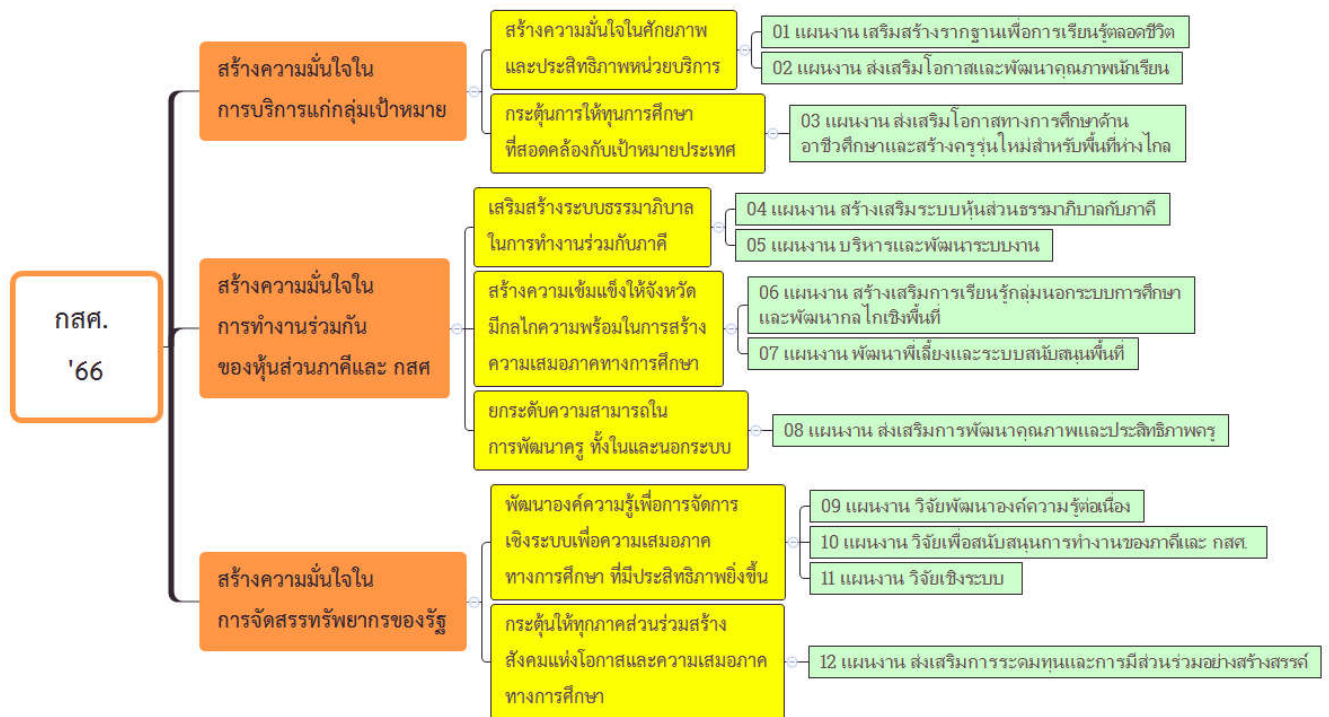 กสศ.
'66
สร้างความมั่นใจใน
การบริการแก่กลุ่มเป้าหมาย
สร้างความมั่นใจในศักยภาพ
และประสิทธิภาพหน่วยบริการ
01 แผนงาน เสริมสร้างรากฐานเพื่อการเรียนรู้ตลอดชีวิต
02 แผนงาน ส่งเสริมโอกาสและพัฒนาคุณภาพนักเรียน
กระตุ้นการให้ทุนการศึกษา
ที่สอดคล้องกับเป้าหมายประเทศ
03 แผนงาน ส่งเสริมโอกาสทางการศึกษาด้าน
อาชีวศึกษาและสร้างครูรุ่นใหม่สำหรับพื้นที่ห่างไกล
สร้างความมั่นใจใน
การทำงานร่วมกัน
ของหุ้นส่วนภาคีและ กสศ
เสริมสร้างระบบธรรมาภิบาล
ในการทำงานร่วมกับภาคี
04 แผนงาน สร้างเสริมระบบหุ้นส่วนธรรมาภิบาลกับภาคี
05 แผนงาน บริหารและพัฒนาระบบงาน
สร้างความเข้มแข็งให้จังหวัด
มีกลไกความพร้อมในการสร้าง
ความเสมอภาคทางการศึกษา
06 แผนงาน สร้างเสริมการเรียนรู้กลุ่มนอกระบบการศึกษา
และพัฒนากลไกเชิงพื้นที่
07 แผนงาน พัฒนาพี่เลี้ยงและระบบสนับสนุนพื้นที่
ยกระดับความสามารถใน
การพัฒนาครู ทั้งในและนอกระบบ
08 แผนงาน ส่งเสริมการพัฒนาคุณภาพและประสิทธิภาพครู
สร้างความมั่นใจใน
การจัดสรรทรัพยากรของรัฐ
พัฒนาองค์ความรู้เพื่อการจัดการ
เชิงระบบเพื่อความเสมอภาค
ทางการศึกษา ที่มีประสิทธิภาพยิ่งขึ้น
09 แผนงาน วิจัยพัฒนาองค์ความรู้ต่อเนื่อง
10 แผนงาน วิจัยเพื่อสนับสนุนการทำงานของภาคีและ กสศ.
11 แผนงาน วิจัยเชิงระบบ
กระตุ้นให้ทุกภาคส่วนร่วมสร้าง
สังคมแห่งโอกาสและความเสมอภาค
ทางการศึกษา
12 แผนงาน ส่งเสริมการระดมทุนและการมีส่วนร่วมอย่างสร้างสรรค์